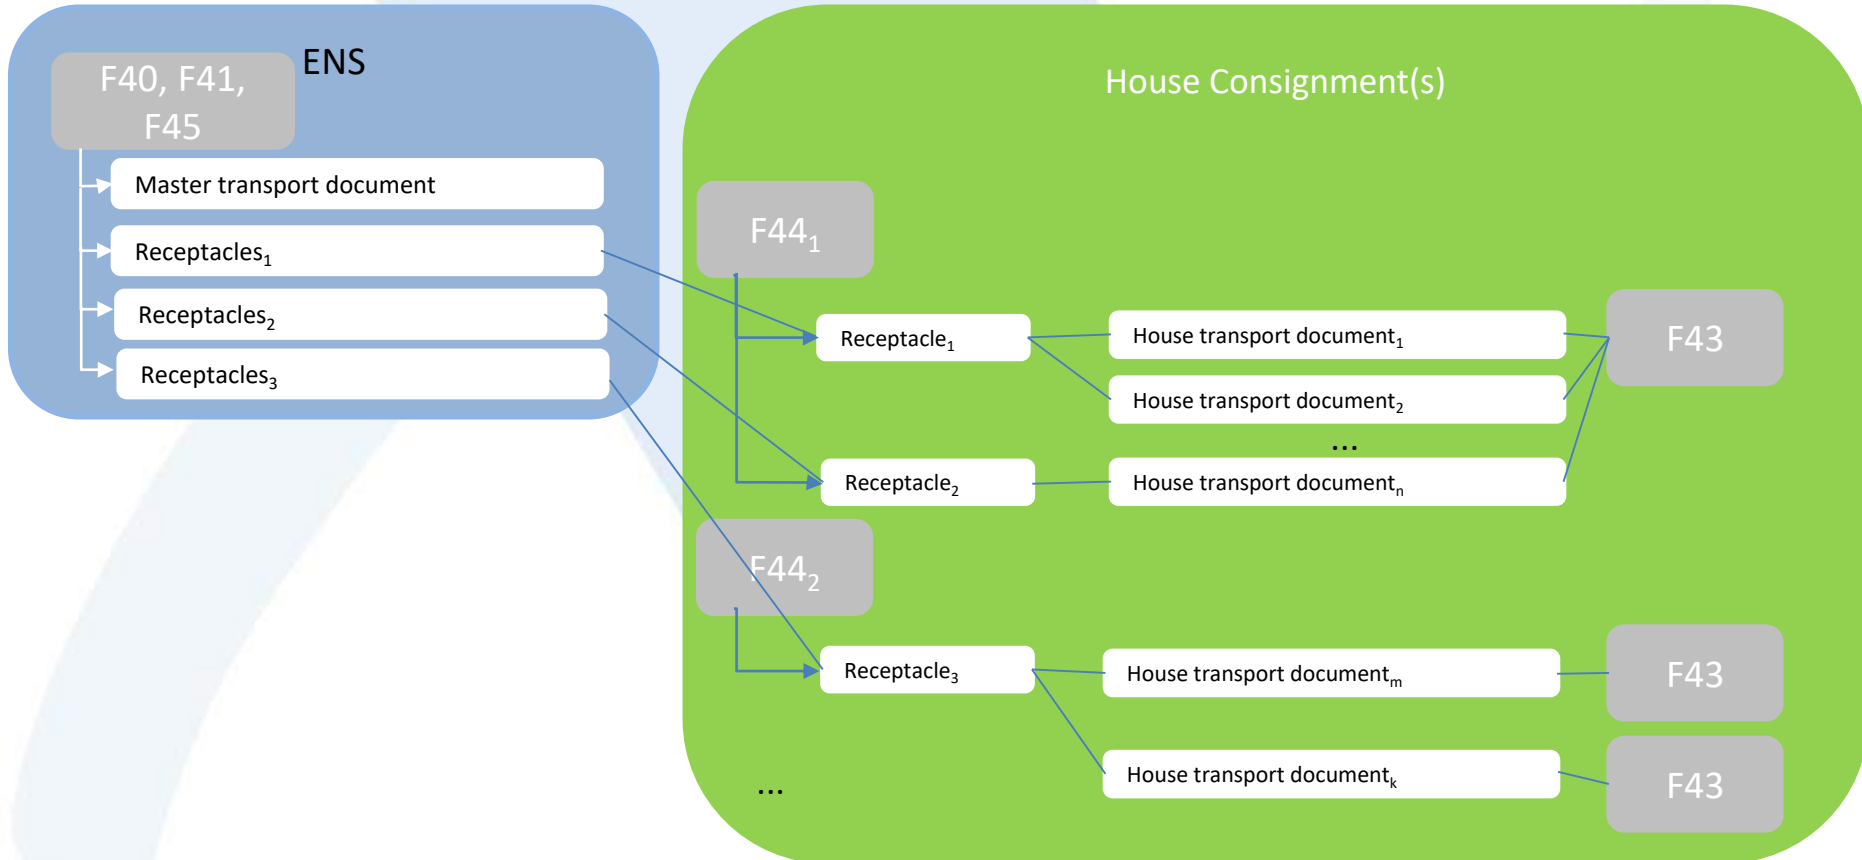 ENS
F40, F41,
F45
Master transport document
Receptacles₁
Receptacles₂
Receptacles₃
House Consignment(s)
F44₁
Receptacle₁
House transport document₁
F43
House transport document₂
...
Receptacle₂
House transport documentₙ
F44₂
Receptacle₃
House transport documentₘ
F43
House transport documentₖ
F43
...